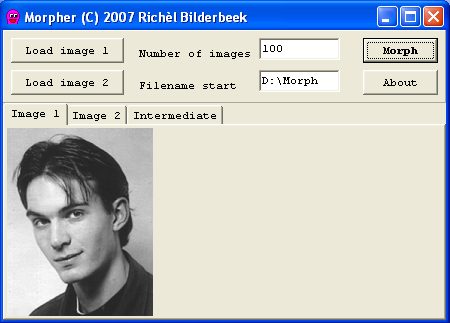 Morpher (C) 2007 Richèl Bilderbeek
Load image 1 Number of images 100 Morph
Load image 2 Filename start D:\Morph About
Image 1 Image 2 Intermediate